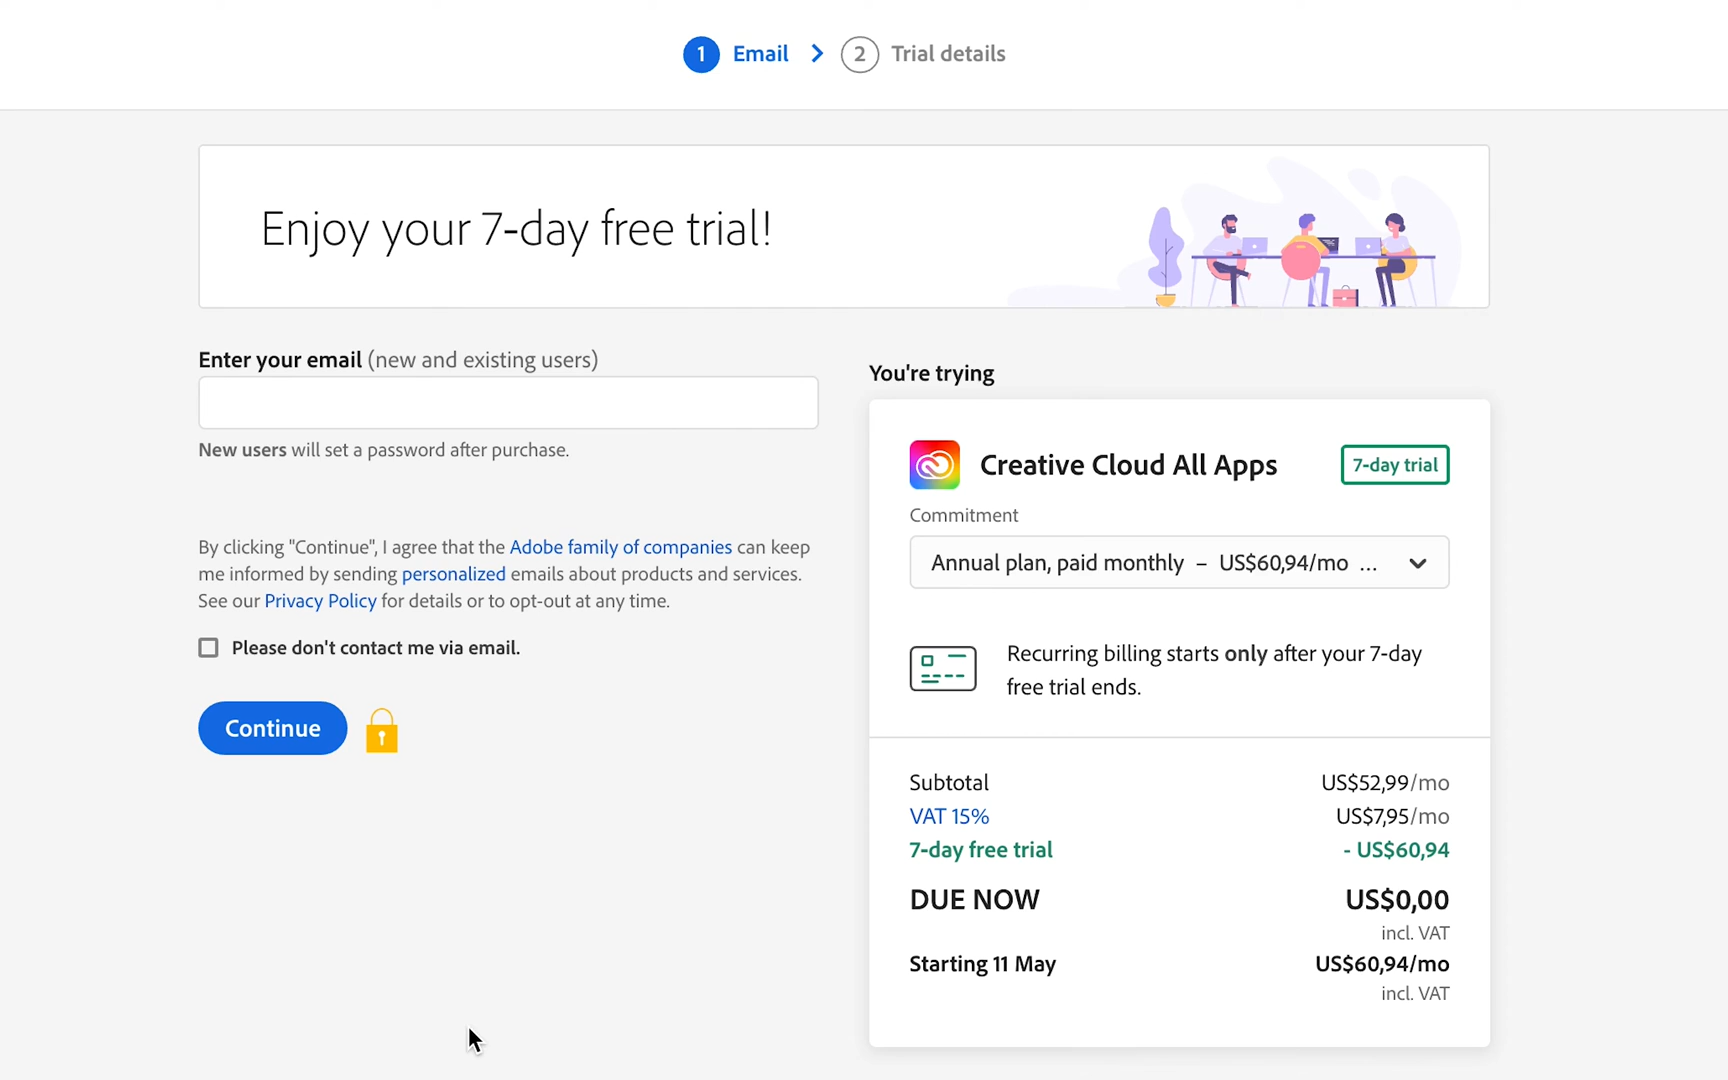 1 Email > 2 Trial details
Enjoy your 7-day free trial!
Enter your email (new and existing users)
New users will set a password after purchase.
By clicking "Continue", I agree that the Adobe family of companies can keep
me informed by sending personalized emails about products and services.
See our Privacy Policy for details or to opt-out at any time.
Please don't contact me via email.
Continue
You're trying
Creative Cloud All Apps 7-day trial
Commitment
Annual plan, paid monthly – US$60,94/mo ...
Recurring billing starts only after your 7-day
free trial ends.
Subtotal US$52,99/mo
VAT 15% US$7,95/mo
7-day free trial - US$60,94
DUE NOW US$0,00
incl. VAT
Starting 11 May US$60,94/mo
incl. VAT